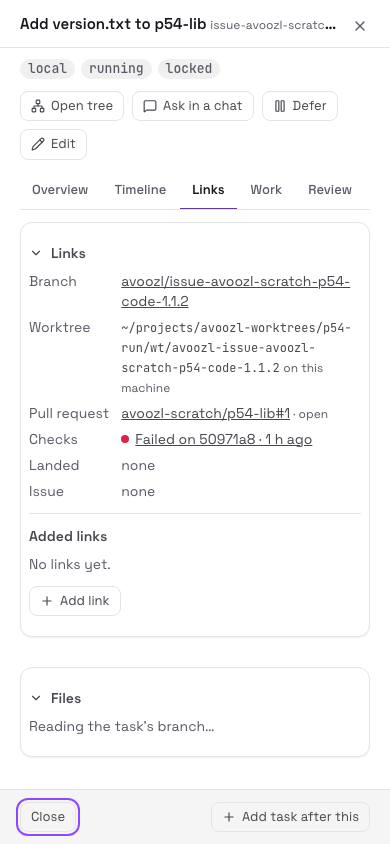 Add version.txt to p54-lib issue-avoozl-scratc...
local running locked
Open tree Ask in a chat Defer
Edit
Overview Timeline Links Work Review
Links
Branch avoozl/issue-avoozl-scratch-p54-
code-1.1.2
Worktree ~/projects/avoozl-worktrees/p54-
run/wt/avoozl-issue-avoozl-
scratch-p54-code-1.1.2 on this
machine
Pull request avoozl-scratch/p54-lib#1 · open
Checks Failed on 50971a8 · 1 h ago
Landed none
Issue none
Added links
No links yet.
+ Add link
Files
Reading the task's branch...
Close + Add task after this